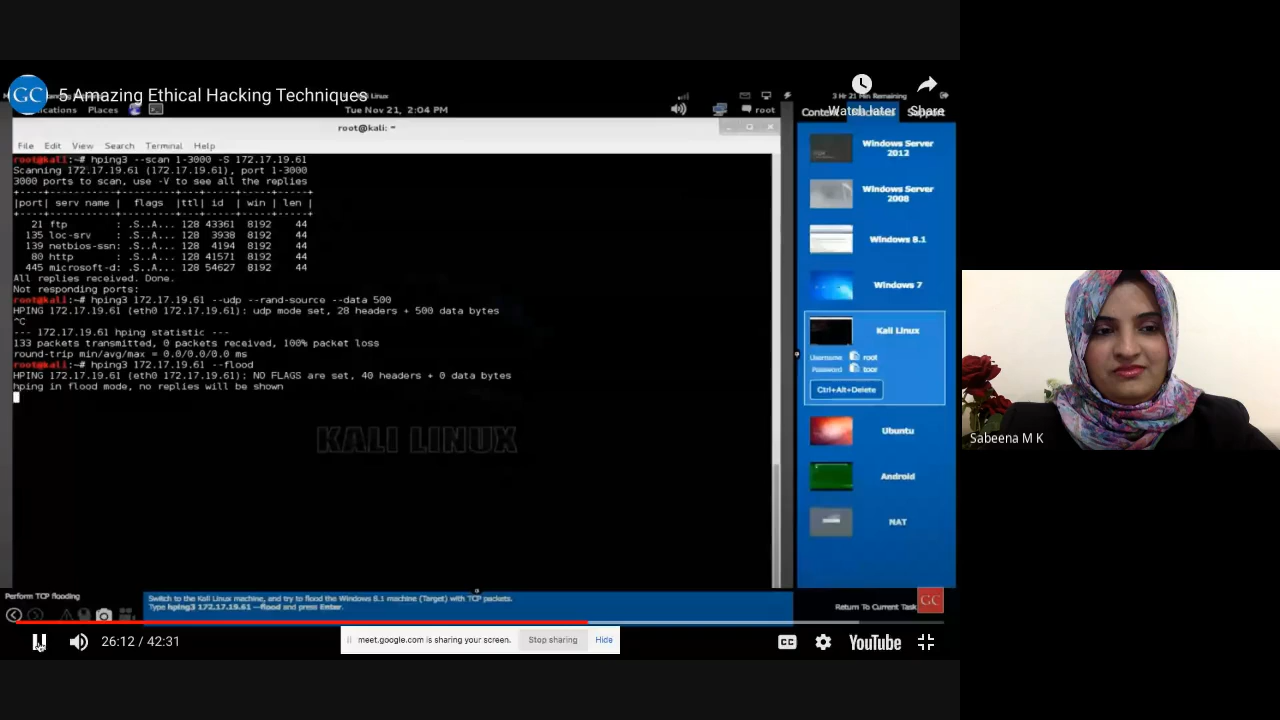 GC
5 Amazing Ethical Hacking Techniques
Places
Tue Nov 21, 2:04 PM
root
3 Hr 21 Min Remaining
Watch later
Share
root@kali: ~
File Edit View Search Terminal Help
root@kali:~# hping3 --scan 1-3000 -S 172.17.19.61
Scanning 172.17.19.61 (172.17.19.61), port 1-3000
3000 ports to scan, use -V to see all the replies
+----+-----------+---------+---+-----+-----+-----+
|port| serv name | flags |ttl| id | win | len |
+----+-----------+---------+---+-----+-----+-----+
21 ftp : .S..A... 128 43361 8192 44
135 loc-srv : .S..A... 128 3938 8192 44
139 netbios-ssn: .S..A... 128 4194 8192 44
80 http : .S..A... 128 41571 8192 44
445 microsoft-d: .S..A... 128 54627 8192 44
All replies received. Done.
Not responding ports:
root@kali:~# hping3 172.17.19.61 --udp --rand-source --data 500
HPING 172.17.19.61 (eth0 172.17.19.61): udp mode set, 28 headers + 500 data bytes
^C
--- 172.17.19.61 hping statistic ---
133 packets transmitted, 0 packets received, 100% packet loss
round-trip min/avg/max = 0.0/0.0/0.0 ms
root@kali:~# hping3 172.17.19.61 --flood
HPING 172.17.19.61 (eth0 172.17.19.61): NO FLAGS are set, 40 headers + 0 data bytes
hping in flood mode, no replies will be shown
KALI LINUX
Windows Server
2012
Windows Server
2008
Windows 8.1
Windows 7
Kali Linux
Username: root
Password: toor
Ctrl+Alt+Delete
Ubuntu
Android
NAT
Sabeena M K
Perform TCP flooding
Switch to the Kali Linux machine, and try to flood the Windows 8.1 machine (Target) with TCP packets.
Type hping3 172.17.19.61 --flood and press Enter.
Return To Current Task
GC
26:12 / 42:31
meet.google.com is sharing your screen.
Stop sharing
Hide
CC
YouTube